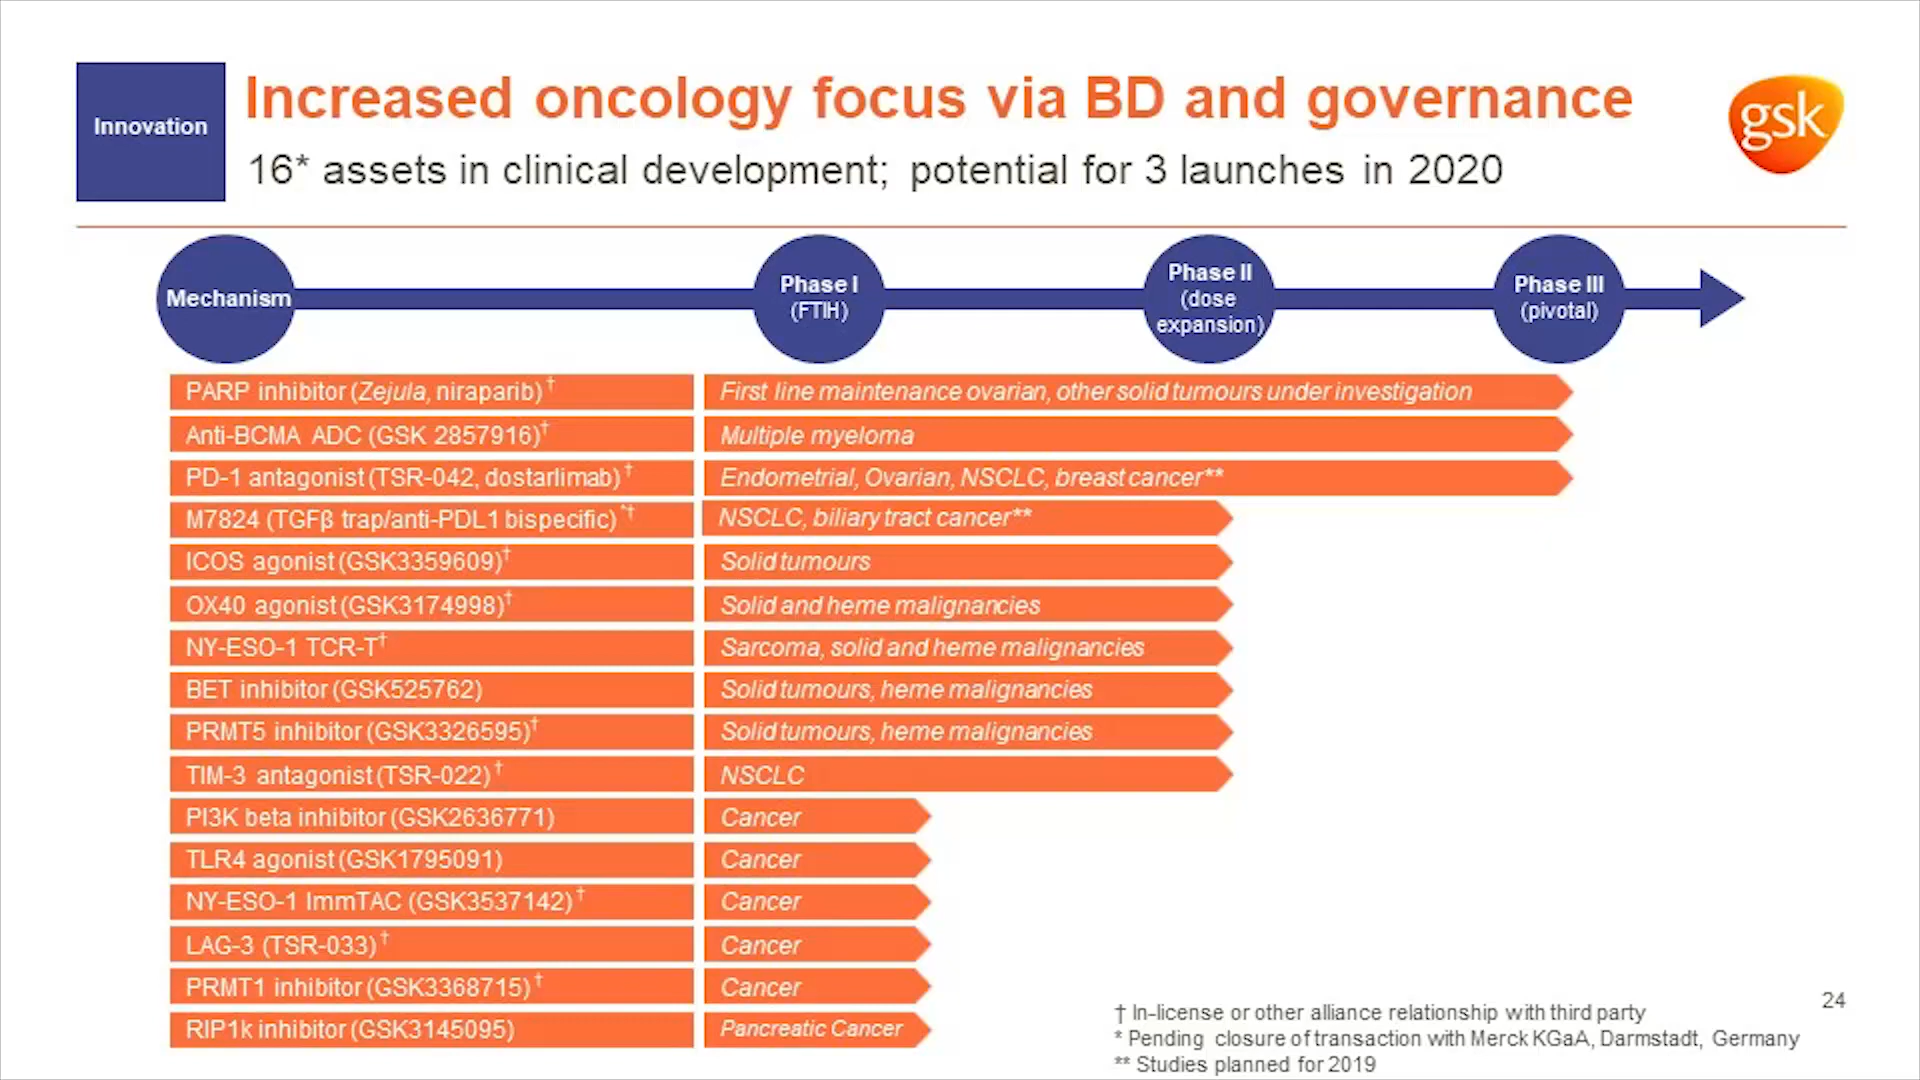 Innovation
Increased oncology focus via BD and governance
16* assets in clinical development; potential for 3 launches in 2020
gsk
Mechanism
Phase I
(FTIH)
Phase II
(dose
expansion)
Phase III
(pivotal)
PARP inhibitor (Zejula, niraparib)†
First line maintenance ovarian, other solid tumours under investigation
Anti-BCMA ADC (GSK 2857916)†
Multiple myeloma
PD-1 antagonist (TSR-042, dostarlimab)†
Endometrial, Ovarian, NSCLC, breast cancer**
M7824 (TGFβ trap/anti-PDL1 bispecific)*†
NSCLC, biliary tract cancer**
ICOS agonist (GSK3359609)†
Solid tumours
OX40 agonist (GSK3174998)†
Solid and heme malignancies
NY-ESO-1 TCR-T†
Sarcoma, solid and heme malignancies
BET inhibitor (GSK525762)
Solid tumours, heme malignancies
PRMT5 inhibitor (GSK3326595)†
Solid tumours, heme malignancies
TIM-3 antagonist (TSR-022)†
NSCLC
PI3K beta inhibitor (GSK2636771)
Cancer
TLR4 agonist (GSK1795091)
Cancer
NY-ESO-1 ImmTAC (GSK3537142)†
Cancer
LAG-3 (TSR-033)†
Cancer
PRMT1 inhibitor (GSK3368715)†
Cancer
RIP1k inhibitor (GSK3145095)
Pancreatic Cancer
† In-license or other alliance relationship with third party
* Pending closure of transaction with Merck KGaA, Darmstadt, Germany
** Studies planned for 2019
24